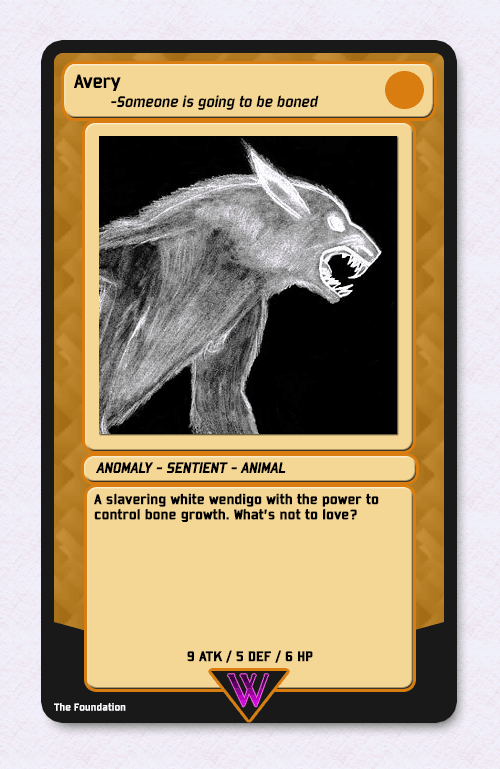 Avery
-Someone is going to be boned
ANOMALY - SENTIENT - ANIMAL
A slavering white wendigo with the power to
control bone growth. What's not to love?
9 ATK / 5 DEF / 6 HP
W
The Foundation